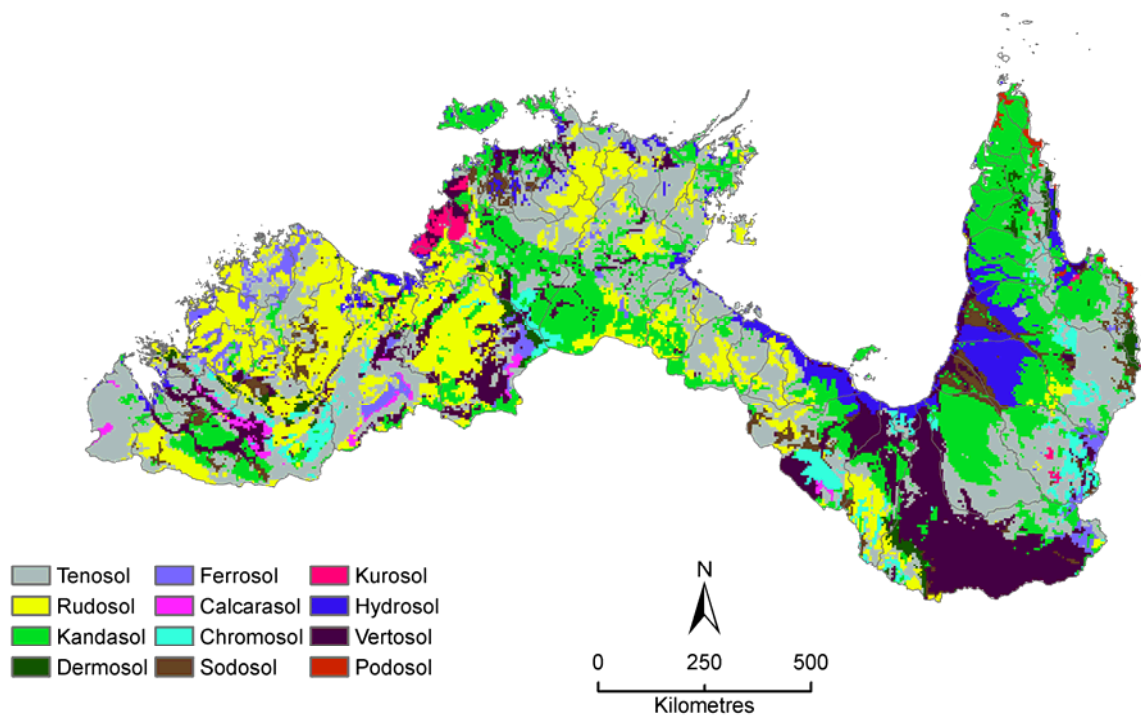 Tenosol
Ferrosol
Kurosol
Rudosol
Calcarasol
Hydrosol
Kandasol
Chromosol
Vertosol
Dermosol
Sodosol
Podosol
N
0 250 500
Kilometres